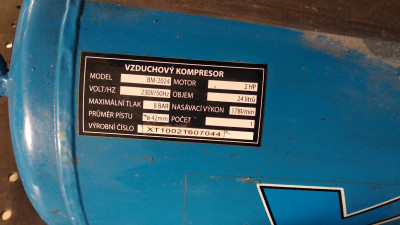 VZDUCHOVÝ KOMPRESOR
MODEL BM-2024 MOTOR 2 HP
VOLT/HZ 230V/50Hz OBJEM 24 litrů
MAXIMÁLNÍ TLAK 8 BAR NASÁVACÍ VÝKON 178l/min
PRŮMĚR PÍSTU 42mm POČET
VÝROBNÍ ČÍSLO XT10021607044